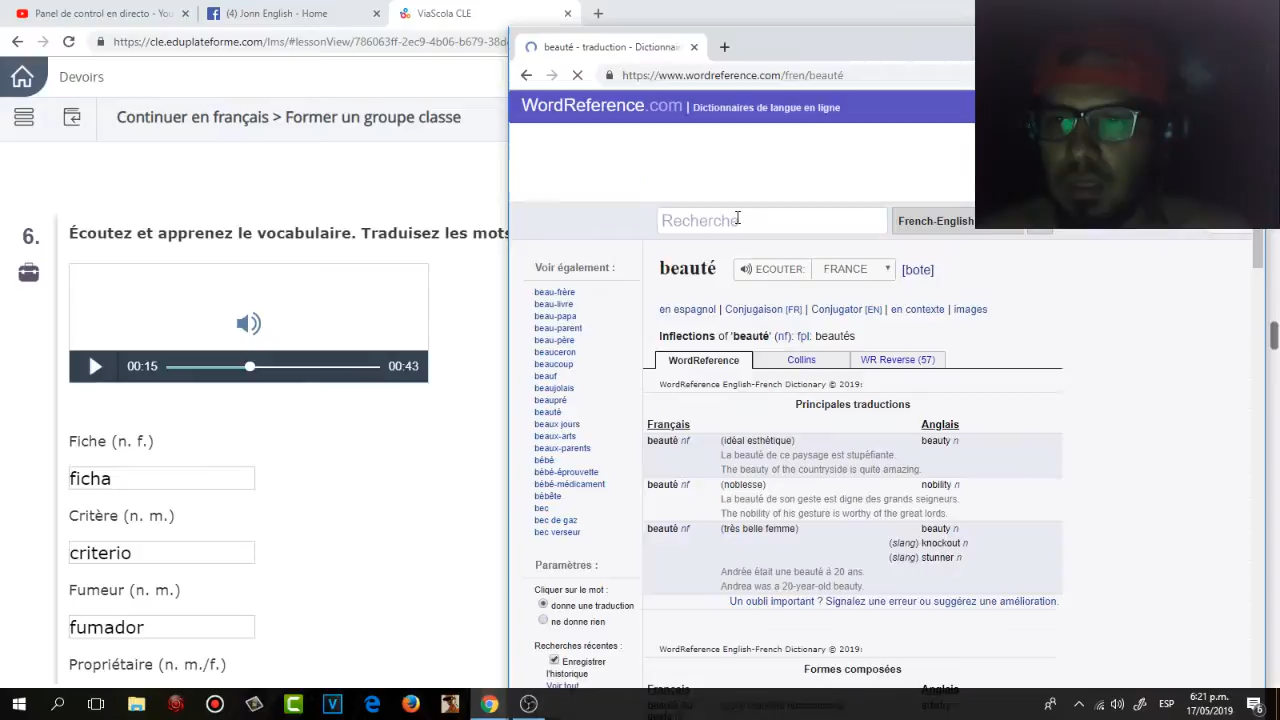 Panel de control en directo - You
(4) Jonn English - Home
ViaScola CLE
https://cle.eduplateforme.com/lms/#lessonView/786063ff-2ec9-4b06-b679-38d
Devoirs
Continuer en français > Former un groupe classe
6.
Écoutez et apprenez le vocabulaire. Traduisez les mots
00:15
00:43
Fiche (n. f.)
ficha
Critère (n. m.)
criterio
Fumeur (n. m.)
fumador
Propriétaire (n. m./f.)
beauté - traduction - Dictionnai
https://www.wordreference.com/fren/beauté
WordReference.com | Dictionnaires de langue en ligne
Recherche
French-English
Voir également :
beau-frère
beau-livre
beau-papa
beau-parent
beau-père
beauceron
beaucoup
beauf
beaujolais
beaupré
beauté
beaux jours
beaux-arts
beaux-parents
bébé
bébé-éprouvette
bébé-médicament
bébête
bec
bec de gaz
bec verseur
Paramètres :
Cliquer sur le mot :
donne une traduction
ne donne rien
Recherches récentes :
Enregistrer
l'historique
Voir tout
beauté
ECOUTER:
FRANCE
[bote]
en espagnol | Conjugaison [FR] | Conjugator [EN] | en contexte | images
Inflections of 'beauté' (nf): fpl: beautés
WordReference
Collins
WR Reverse (57)
WordReference English-French Dictionary © 2019:
Principales traductions
Français
Anglais
beauté nf (idéal esthétique) beauty n
La beauté de ce paysage est stupéfiante.
The beauty of the countryside is quite amazing.
beauté nf (noblesse) nobility n
La beauté de son geste est digne des grands seigneurs.
The nobility of his gesture is worthy of the great lords.
beauté nf (très belle femme) beauty n
(slang) knockout n
(slang) stunner n
Andrée était une beauté à 20 ans.
Andrea was a 20-year-old beauty.
Un oubli important ? Signalez une erreur ou suggérez une amélioration.
WordReference English-French Dictionary © 2019:
Formes composées
Français
Anglais
ESP
6:21 p.m.
17/05/2019